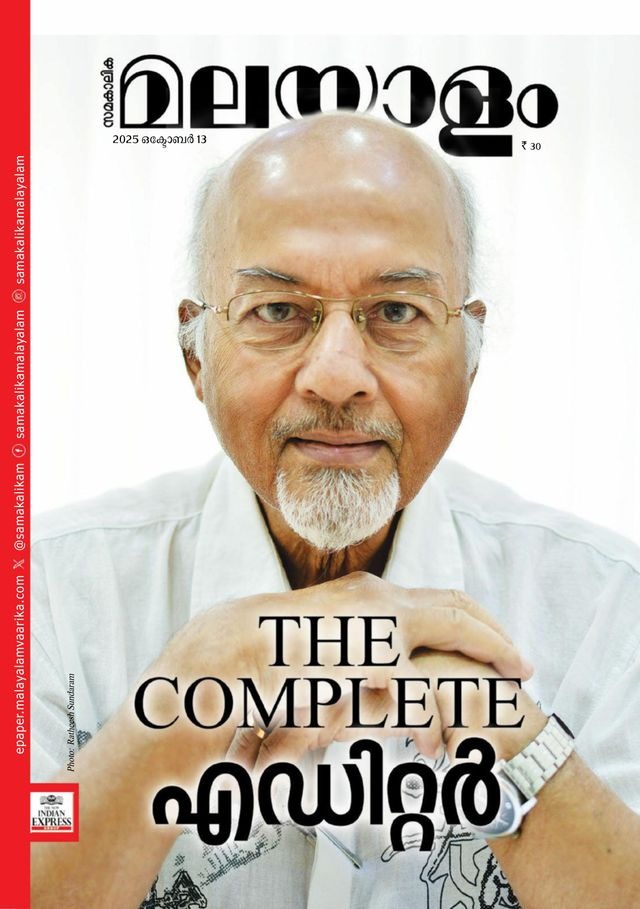 സമകാലിക
മലയാളം
2025 ഒക്ടോബർ 13
₹ 30
epaper.malayalamvaarika.com 𝕏 @samakalikam ⓕ samakalikamalayalam samakalikamalayalam
Photo: Ratheesh Sundaram
THE
COMPLETE
എഡിറ്റർ
THE NEW
INDIAN
EXPRESS
GROUP